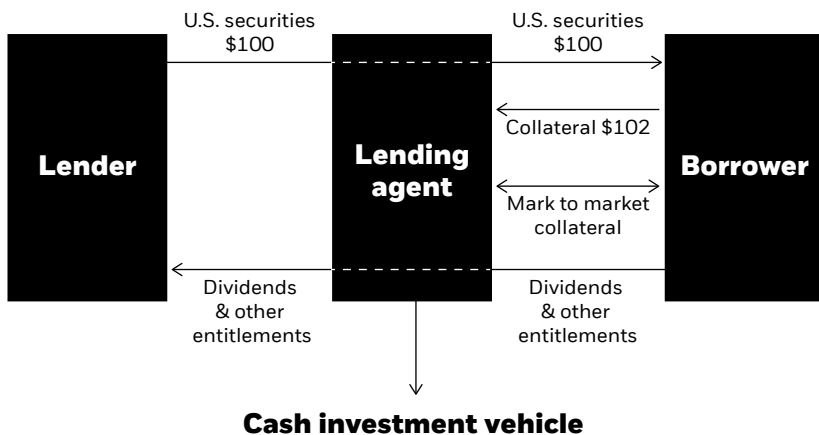 U.S. securities
$100
U.S. securities
$100
Lender
Lending
agent
Borrower
Collateral $102
Mark to market
collateral
Dividends
& other
entitlements
Dividends
& other
entitlements
Cash investment vehicle